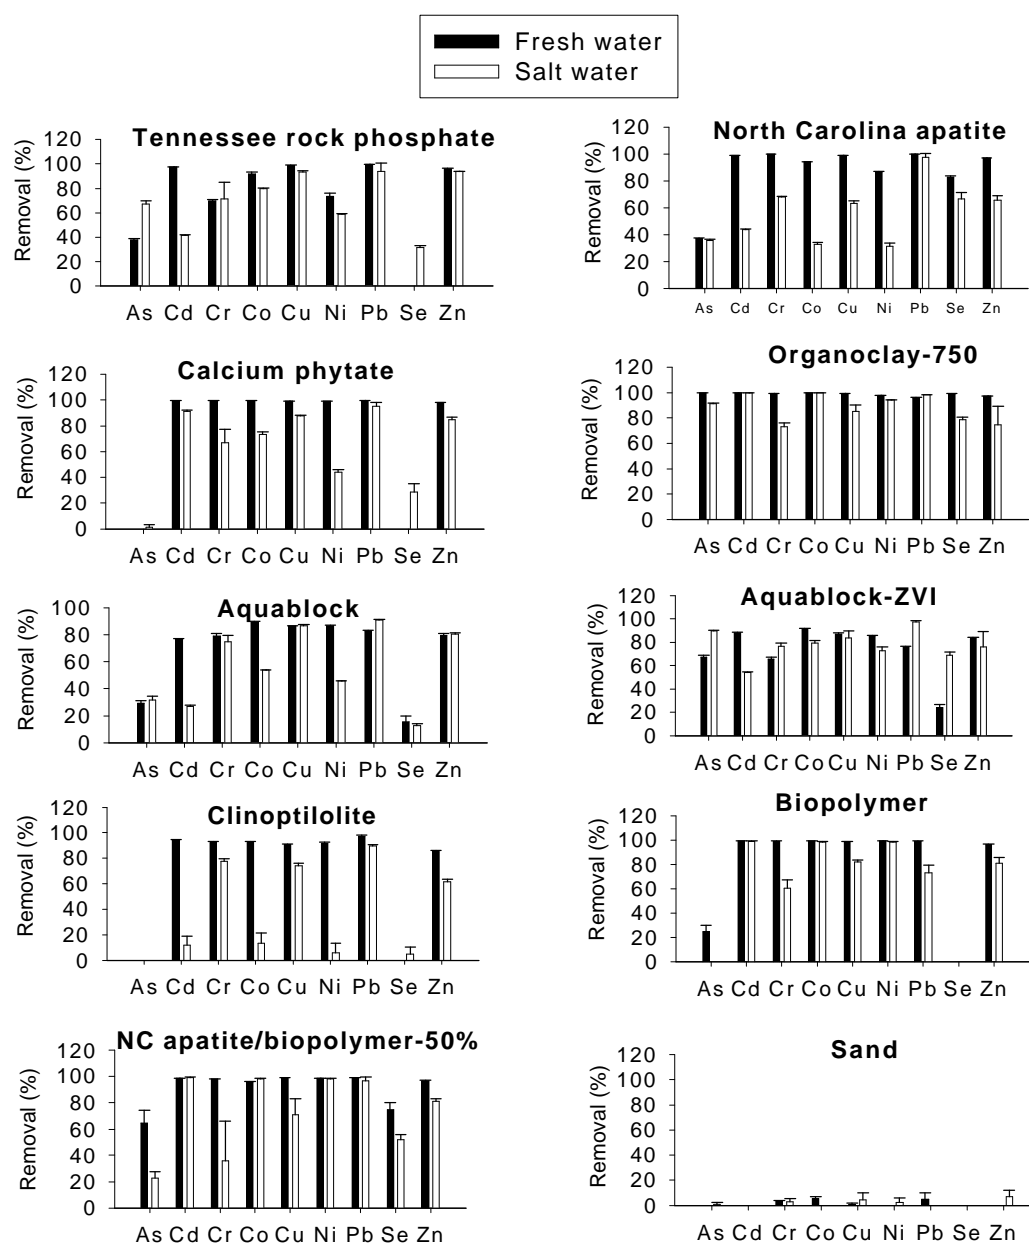 Fresh water
Salt water
Tennessee rock phosphate
Removal (%)
120
100
80
60
40
20
0
As Cd Cr Co Cu Ni Pb Se Zn
North Carolina apatite
Removal (%)
120
100
80
60
40
20
0
As Cd Cr Co Cu Ni Pb Se Zn
Calcium phytate
Removal (%)
120
100
80
60
40
20
0
As Cd Cr Co Cu Ni Pb Se Zn
Organoclay-750
Removal (%)
120
100
80
60
40
20
0
As Cd Cr Co Cu Ni Pb Se Zn
Aquablock
Removal (%)
100
80
60
40
20
0
As Cd Cr Co Cu Ni Pb Se Zn
Aquablock-ZVI
Removal (%)
120
100
80
60
40
20
0
As Cd Cr Co Cu Ni Pb Se Zn
Clinoptilolite
Removal (%)
120
100
80
60
40
20
0
As Cd Cr Co Cu Ni Pb Se Zn
Biopolymer
Removal (%)
120
100
80
60
40
20
0
As Cd Cr Co Cu Ni Pb Se Zn
NC apatite/biopolymer-50%
Removal (%)
120
100
80
60
40
20
0
As Cd Cr Co Cu Ni Pb Se Zn
Sand
Removal (%)
120
100
80
60
40
20
0
As Cd Cr Co Cu Ni Pb Se Zn